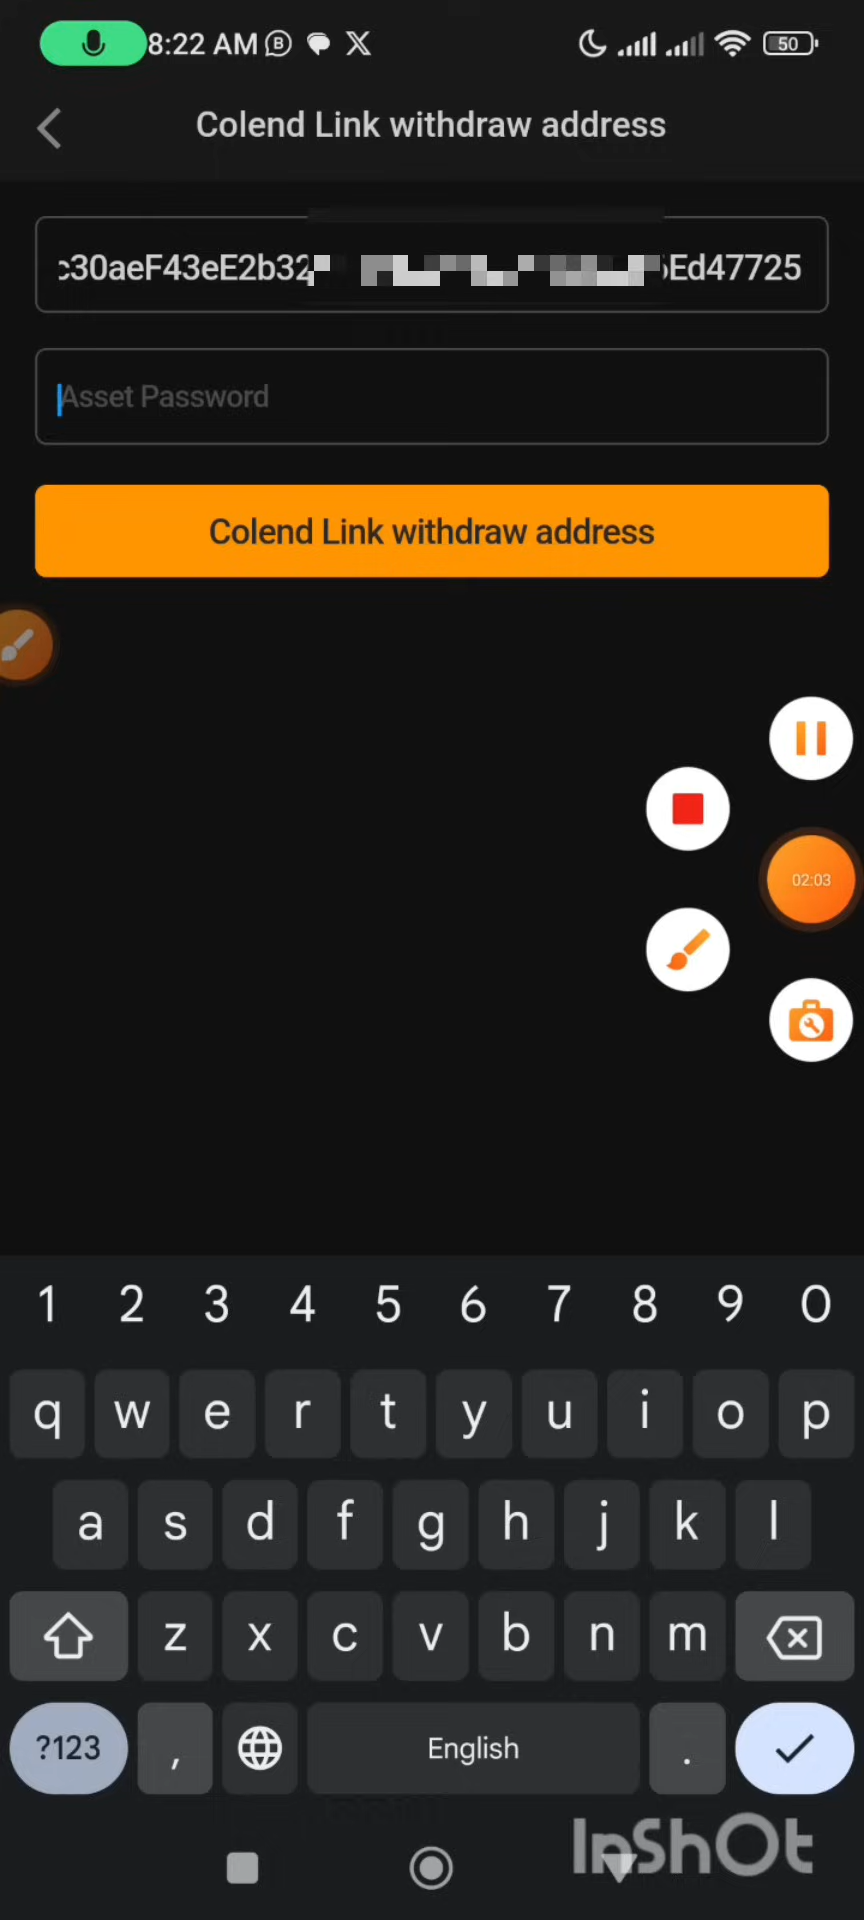 8:22 AM
50
Colend Link withdraw address
c30aeF43eE2b32
Ed47725
Asset Password
Colend Link withdraw address
02:03
1 2 3 4 5 6 7 8 9 0
q w e r t y u i o p
a s d f g h j k l
z x c v b n m
?123 , English .
InShOt